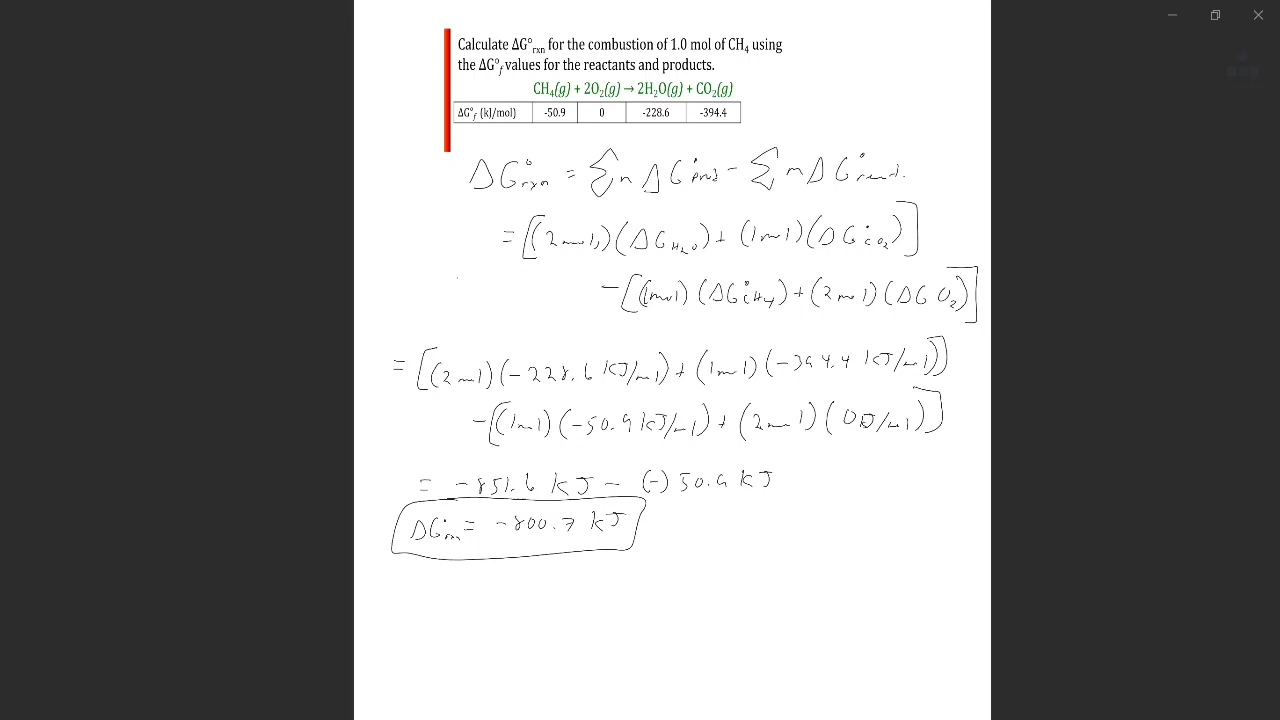 Calculate ΔG°rxn for the combustion of 1.0 mol of CH₄ using
the ΔG°f values for the reactants and products.
CH₄(g) + 2O₂(g) → 2H₂O(g) + CO₂(g)
ΔG°f (kJ/mol) -50.9 0 -228.6 -394.4
ΔG°rxn = Σ n ΔG°prod - Σ n ΔG°react.
= [(2 mol)(ΔG H₂O) + (1 mol)(ΔG°CO₂)]
- [(1 mol)(ΔG°CH₄) + (2 mol)(ΔG O₂)]
= [(2 mol)(-228.6 kJ/mol) + (1 mol)(-394.4 kJ/mol)]
- [(1 mol)(-50.9 kJ/mol) + (2 mol)(0 kJ/mol)]
= -851.6 kJ - (-) 50.9 kJ
ΔG°rxn = -800.7 kJ